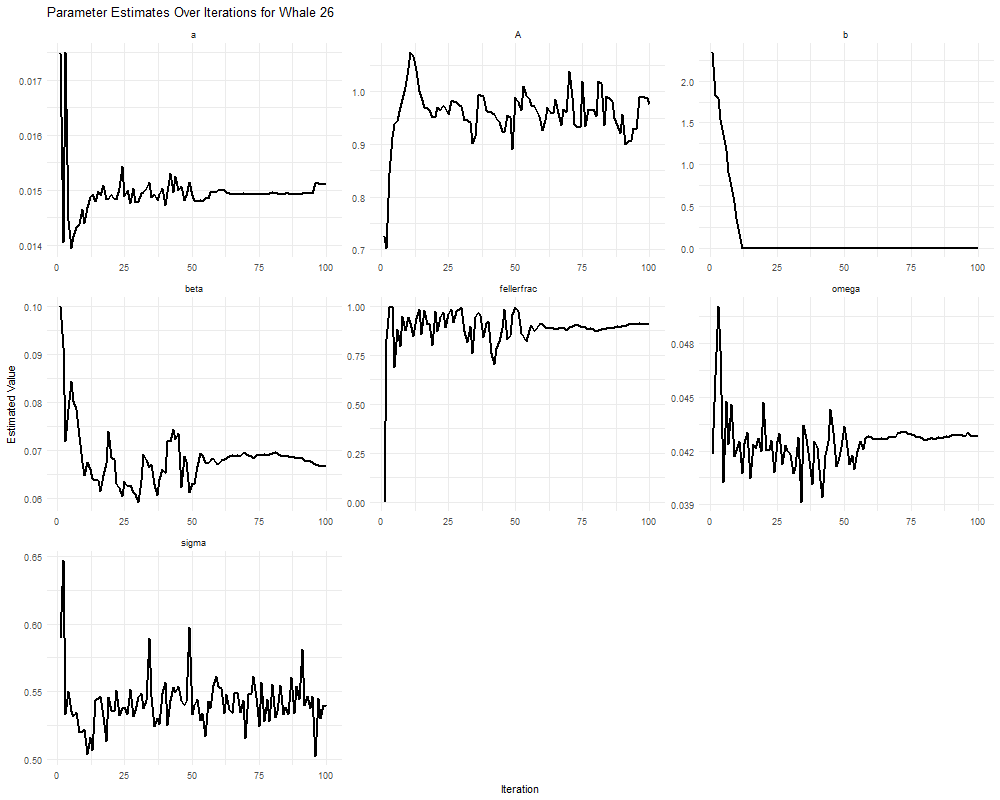 Parameter Estimates Over Iterations for Whale 26
a
A
b
0.017
0.016
0.015
0.014
1.0
0.9
0.8
0.7
2.0
1.5
1.0
0.5
0.0
0 25 50 75 100
0 25 50 75 100
0 25 50 75 100
beta
fellerfrac
omega
0.10
0.09
0.08
0.07
0.06
1.00
0.75
0.50
0.25
0.00
0.048
0.045
0.042
0.039
0 25 50 75 100
0 25 50 75 100
0 25 50 75 100
Estimated Value
sigma
0.65
0.60
0.55
0.50
0 25 50 75 100
Iteration